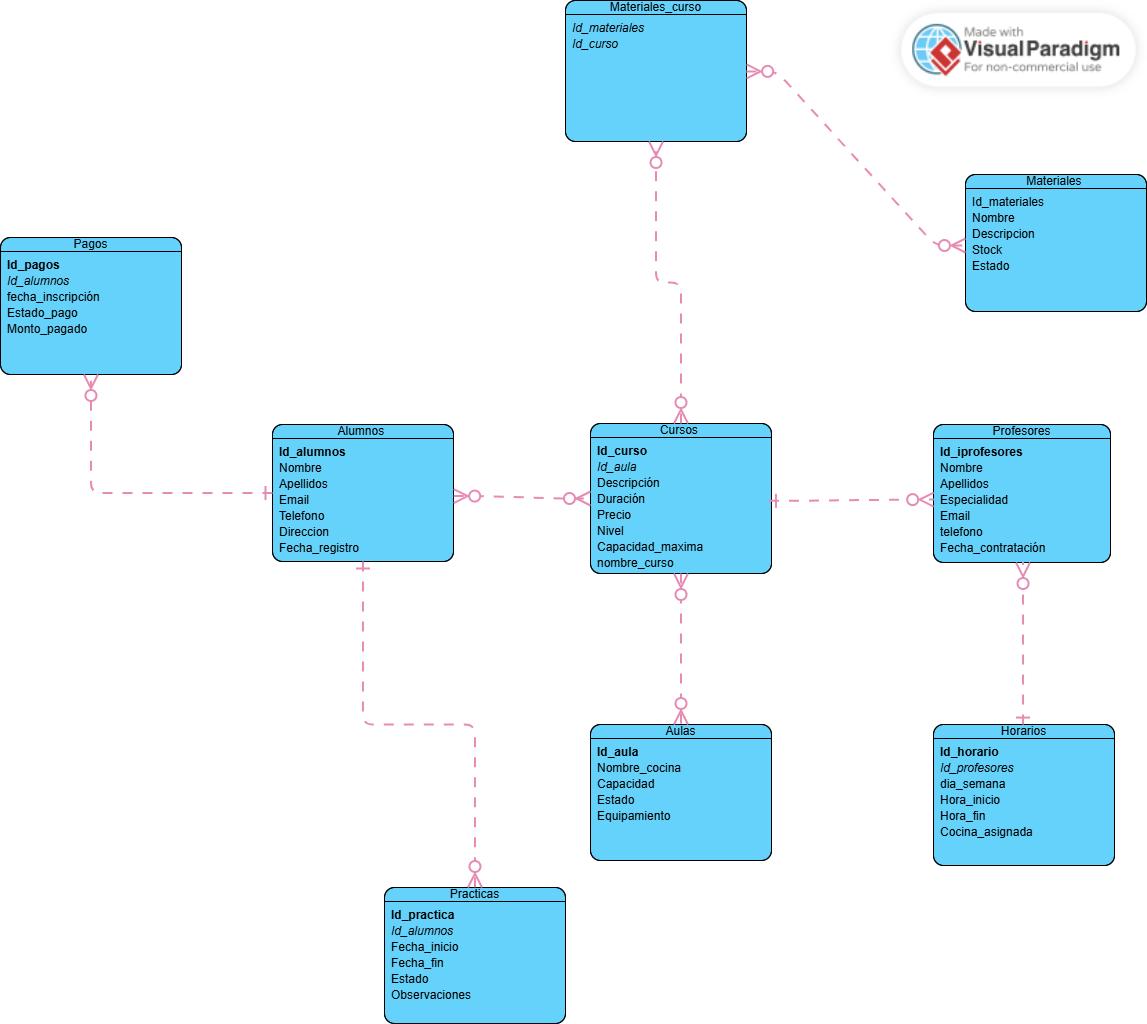 Materiales_curso
Id_materiales
Id_curso
Made with
Visual Paradigm
For non-commercial use
Materiales
Id_materiales
Nombre
Descripcion
Stock
Estado
Pagos
Id_pagos
Id_alumnos
fecha_inscripción
Estado_pago
Monto_pagado
Alumnos
Id_alumnos
Nombre
Apellidos
Email
Telefono
Direccion
Fecha_registro
Cursos
Id_curso
Id_aula
Descripción
Duración
Precio
Nivel
Capacidad_maxima
nombre_curso
Profesores
Id_iprofesores
Nombre
Apellidos
Especialidad
Email
telefono
Fecha_contratación
Aulas
Id_aula
Nombre_cocina
Capacidad
Estado
Equipamiento
Horarios
Id_horario
Id_profesores
dia_semana
Hora_inicio
Hora_fin
Cocina_asignada
Practicas
Id_practica
Id_alumnos
Fecha_inicio
Fecha_fin
Estado
Observaciones